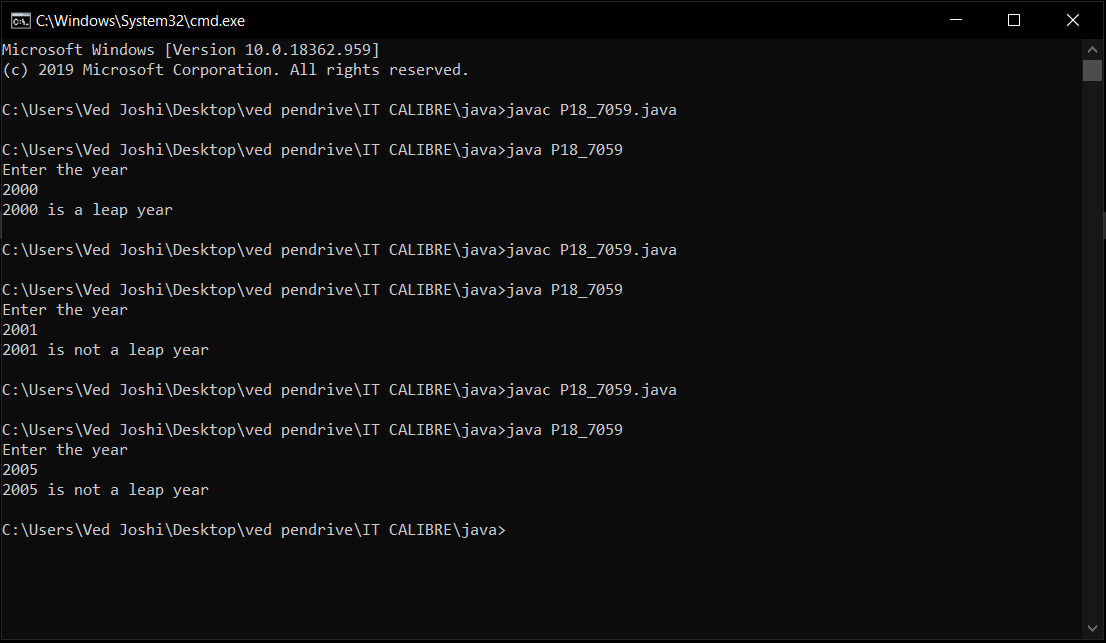 C:\Windows\System32\cmd.exe
Microsoft Windows [Version 10.0.18362.959]
(c) 2019 Microsoft Corporation. All rights reserved.
C:\Users\Ved Joshi\Desktop\ved pendrive\IT CALIBRE\java>javac P18_7059.java
C:\Users\Ved Joshi\Desktop\ved pendrive\IT CALIBRE\java>java P18_7059
Enter the year
2000
2000 is a leap year
C:\Users\Ved Joshi\Desktop\ved pendrive\IT CALIBRE\java>javac P18_7059.java
C:\Users\Ved Joshi\Desktop\ved pendrive\IT CALIBRE\java>java P18_7059
Enter the year
2001
2001 is not a leap year
C:\Users\Ved Joshi\Desktop\ved pendrive\IT CALIBRE\java>javac P18_7059.java
C:\Users\Ved Joshi\Desktop\ved pendrive\IT CALIBRE\java>java P18_7059
Enter the year
2005
2005 is not a leap year
C:\Users\Ved Joshi\Desktop\ved pendrive\IT CALIBRE\java>